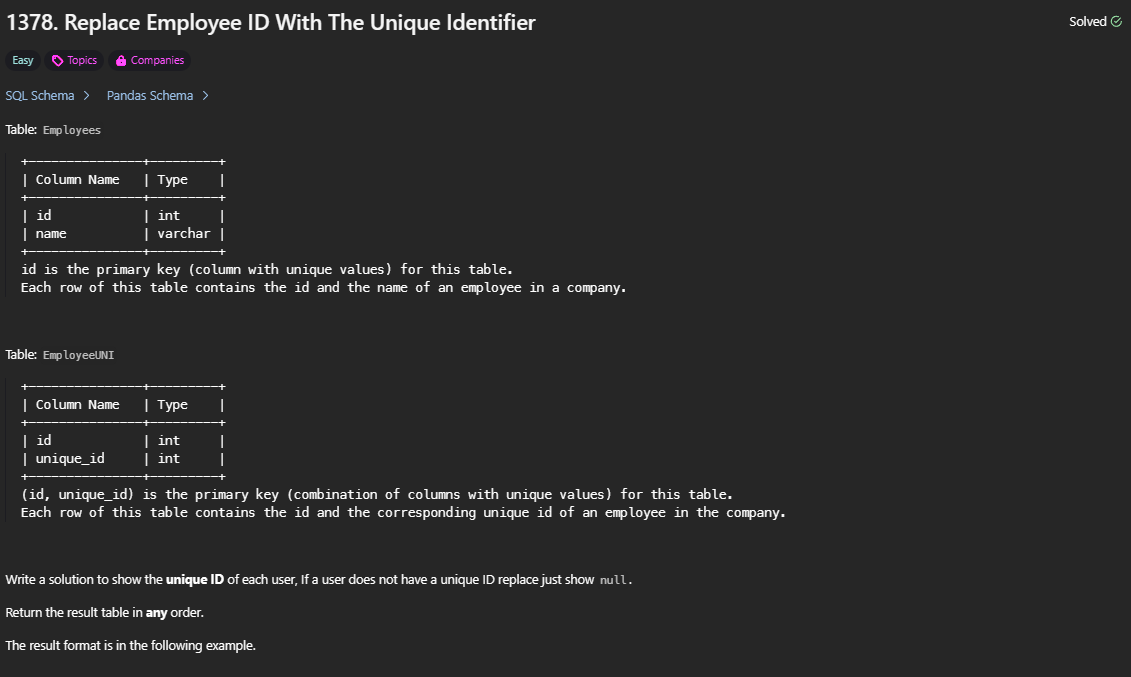 1378. Replace Employee ID With The Unique Identifier
Solved
Easy Topics Companies
SQL Schema > Pandas Schema >
Table: Employees
+---------------+---------+
| Column Name   | Type    |
+---------------+---------+
| id            | int     |
| name          | varchar |
+---------------+---------+
id is the primary key (column with unique values) for this table.
Each row of this table contains the id and the name of an employee in a company.
Table: EmployeeUNI
+---------------+---------+
| Column Name   | Type    |
+---------------+---------+
| id            | int     |
| unique_id     | int     |
+---------------+---------+
(id, unique_id) is the primary key (combination of columns with unique values) for this table.
Each row of this table contains the id and the corresponding unique id of an employee in the company.
Write a solution to show the unique ID of each user, If a user does not have a unique ID replace just show null.
Return the result table in any order.
The result format is in the following example.